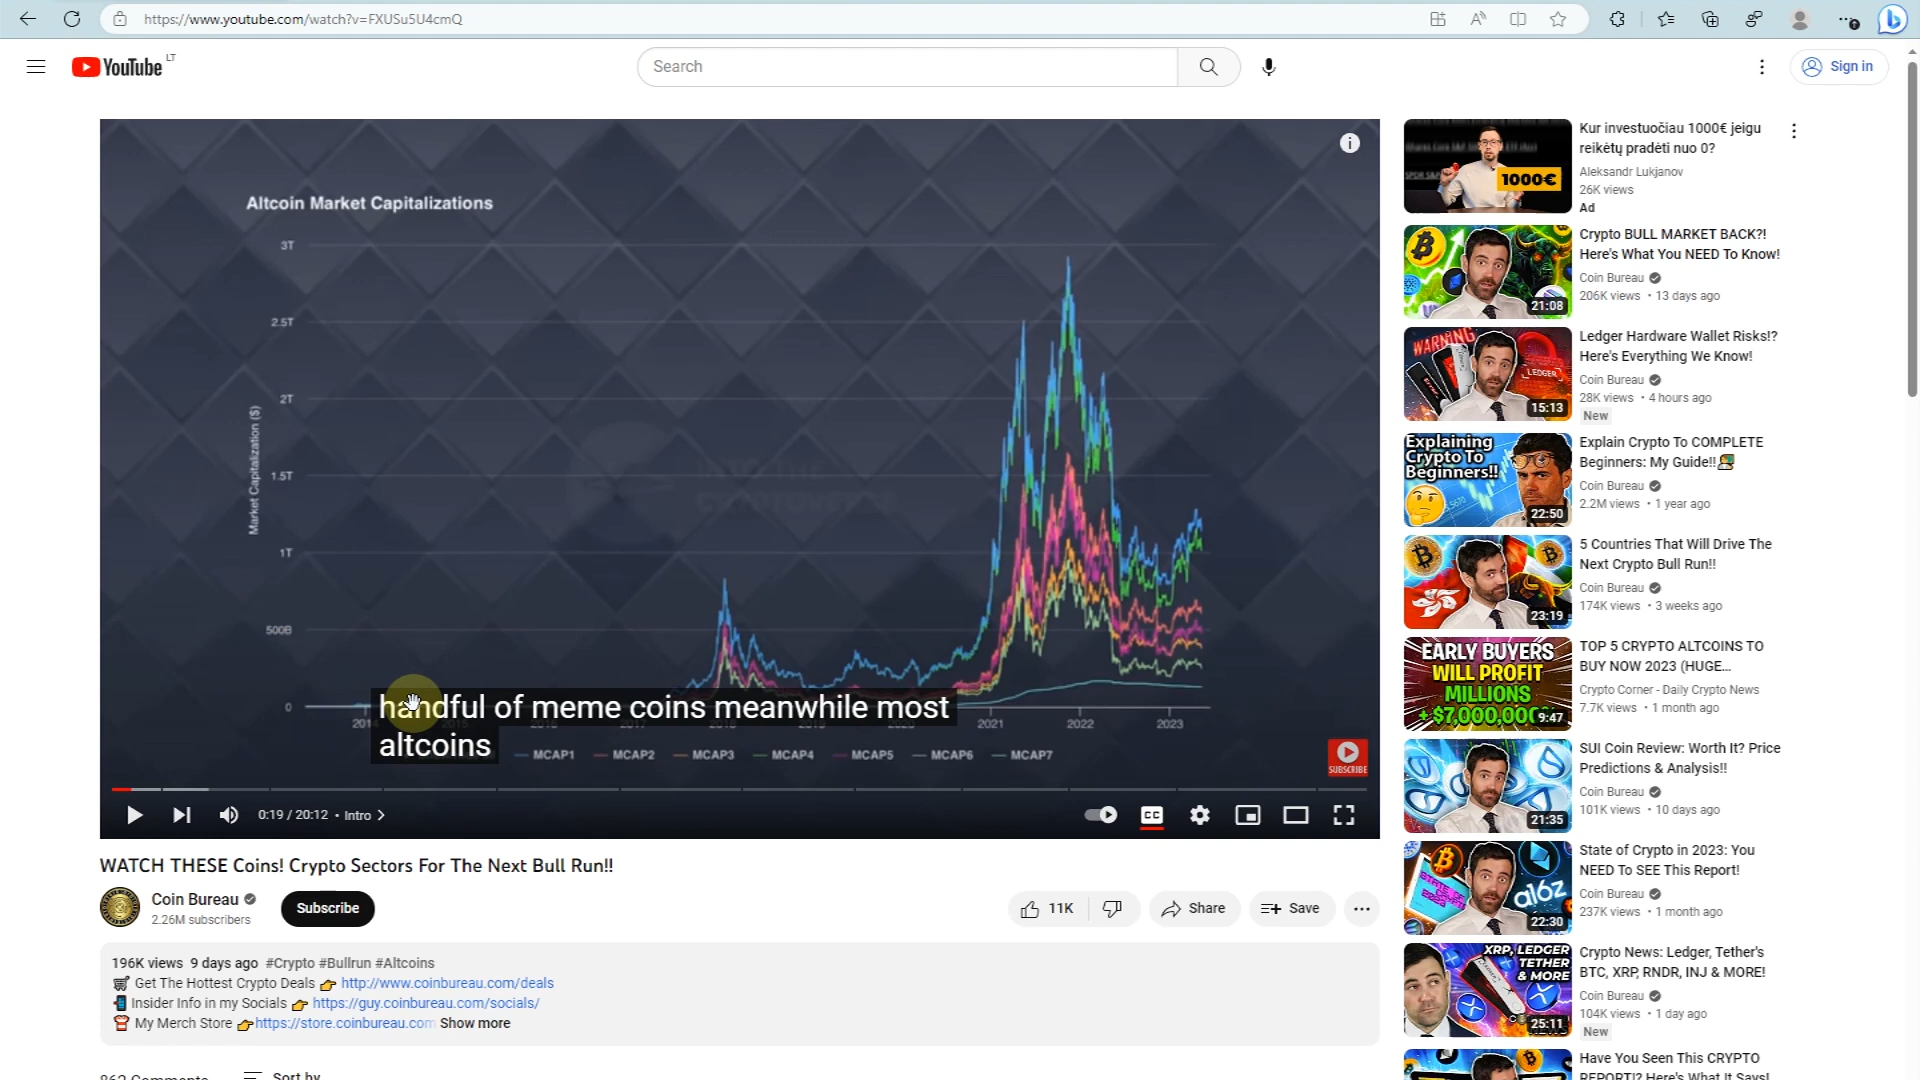 https://www.youtube.com/watch?v=FXUSu5U4cmQ
YouTube LT
Search
Sign in
Altcoin Market Capitalizations
3T
2.5T
2T
1.5T
1T
500B
0
Market Capitalization ($)
2018
2021
2022
2023
handful of meme coins meanwhile most
altcoins
MCAP1
MCAP2
MCAP3
MCAP4
MCAP5
MCAP6
MCAP7
SUBSCRIBE
0:19 / 20:12 • Intro
CC
WATCH THESE Coins! Crypto Sectors For The Next Bull Run!!
Coin Bureau
2.26M subscribers
Subscribe
11K
Share
Save
196K views 9 days ago #Crypto #Bullrun #Altcoins
Get The Hottest Crypto Deals 👉 http://www.coinbureau.com/deals
Insider Info in my Socials 👉 https://guy.coinbureau.com/socials/
My Merch Store 👉https://store.coinbureau.com Show more
862 Comments
Sort by
1000€
Kur investuočiau 1000€ jeigu
reikėtų pradėti nuo 0?
Aleksandr Lukjanov
26K views
Ad
21:08
Crypto BULL MARKET BACK?!
Here's What You NEED To Know!
Coin Bureau
206K views • 13 days ago
WARNING
LEDGER
15:13
Ledger Hardware Wallet Risks!?
Here's Everything We Know!
Coin Bureau
28K views • 4 hours ago
New
Explaining
Crypto To
Beginners!!
22:50
Explain Crypto To COMPLETE
Beginners: My Guide!!
Coin Bureau
2.2M views • 1 year ago
23:19
5 Countries That Will Drive The
Next Crypto Bull Run!!
Coin Bureau
174K views • 3 weeks ago
EARLY BUYERS
WILL PROFIT
MILLIONS
+$7,000,000
9:47
TOP 5 CRYPTO ALTCOINS TO
BUY NOW 2023 (HUGE...
Crypto Corner - Daily Crypto News
7.7K views • 1 month ago
21:35
SUI Coin Review: Worth It? Price
Predictions & Analysis!!
Coin Bureau
101K views • 10 days ago
a16z
22:30
State of Crypto in 2023: You
NEED To SEE This Report!
Coin Bureau
237K views • 1 month ago
XRP, LEDGER
TETHER
& MORE
25:11
Crypto News: Ledger, Tether's
BTC, XRP, RNDR, INJ & MORE!
Coin Bureau
104K views • 1 day ago
New
Have You Seen This CRYPTO
REPORT!? Here's What It Says!